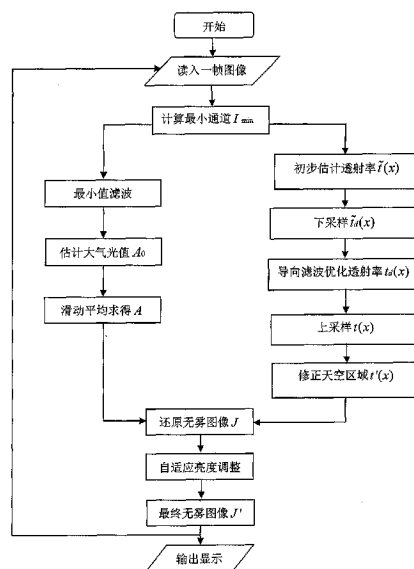 开始
读入一帧图像
计算最小通道 I min
最小值滤波
估计大气光值 A0
滑动平均求得 A
初步估计透射率 t̃(x)
下采样 t̃d(x)
导向滤波优化透射率 td(x)
上采样 t(x)
修正天空区域 t'(x)
还原无雾图像 J
自适应亮度调整
最终无雾图像 J'
输出显示